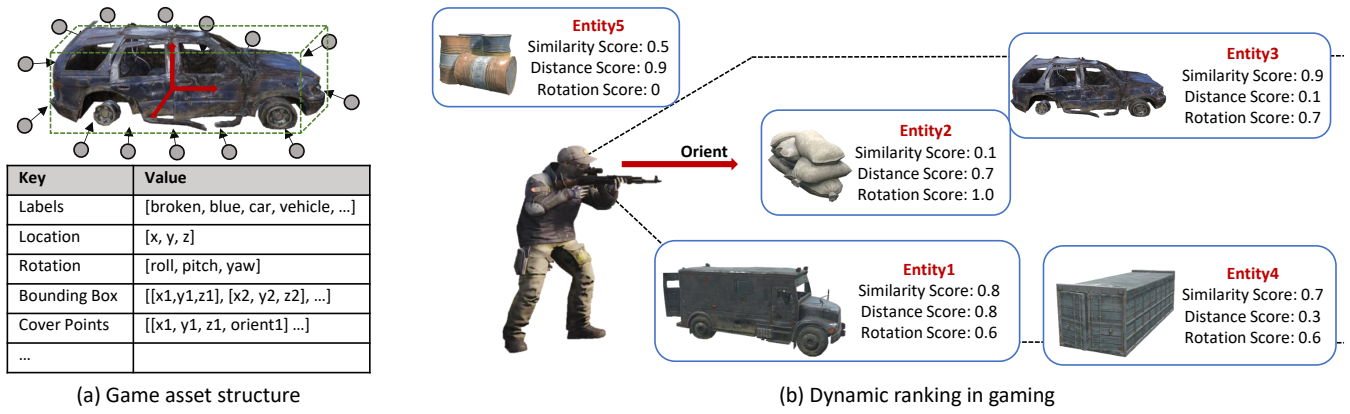 Key Value
Labels [broken, blue, car, vehicle, …]
Location [x, y, z]
Rotation [roll, pitch, yaw]
Bounding Box [[x1,y1,z1], [x2, y2, z2], …]
Cover Points [[x1, y1, z1, orient1] …]
…
(a) Game asset structure
Entity5
Similarity Score: 0.5
Distance Score: 0.9
Rotation Score: 0
Entity3
Similarity Score: 0.9
Distance Score: 0.1
Rotation Score: 0.7
Orient
Entity2
Similarity Score: 0.1
Distance Score: 0.7
Rotation Score: 1.0
Entity1
Similarity Score: 0.8
Distance Score: 0.8
Rotation Score: 0.6
Entity4
Similarity Score: 0.7
Distance Score: 0.3
Rotation Score: 0.6
(b) Dynamic ranking in gaming